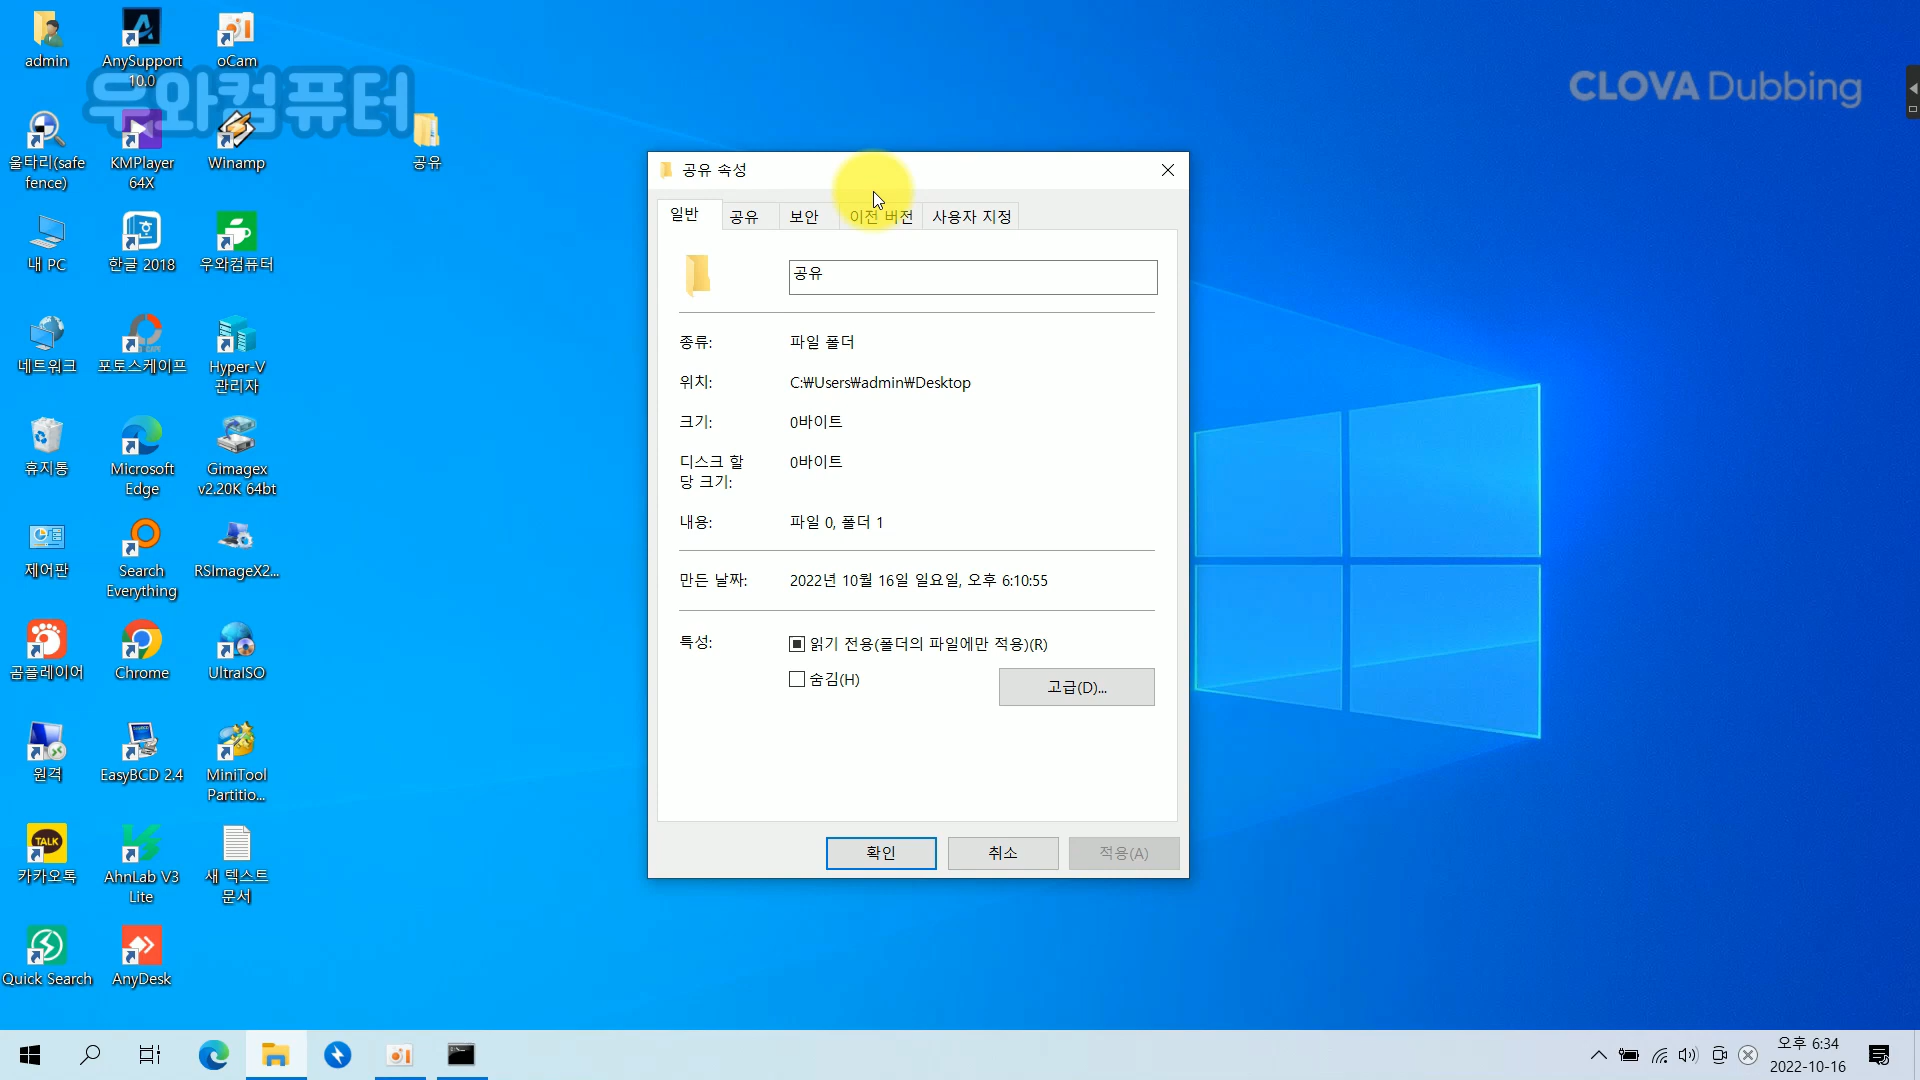 admin
AnySupport
10.0
oCam
우와컴퓨터
CLOVA Dubbing
울타리(safe
fence)
KMPlayer
64X
Winamp
공유
내 PC
한글 2018
우와컴퓨터
네트워크
포토스케이프
Hyper-V
관리자
휴지통
Microsoft
Edge
Gimagex
v2.20K 64bt
제어판
Search
Everything
RSImageX2...
곰플레이어
Chrome
UltraISO
원격
EasyBCD 2.4
MiniTool
Partitio...
TALK
카카오톡
AhnLab V3
Lite
새 텍스트
문서
Quick Search
AnyDesk
공유 속성
일반
공유
보안
이전 버전
사용자 지정
공유
종류:
파일 폴더
위치:
C:₩Users₩admin₩Desktop
크기:
0바이트
디스크 할
당 크기:
0바이트
내용:
파일 0, 폴더 1
만든 날짜:
2022년 10월 16일 일요일, 오후 6:10:55
특성:
읽기 전용(폴더의 파일에만 적용)(R)
숨김(H)
고급(D)...
확인
취소
적용(A)
오후 6:34
2022-10-16